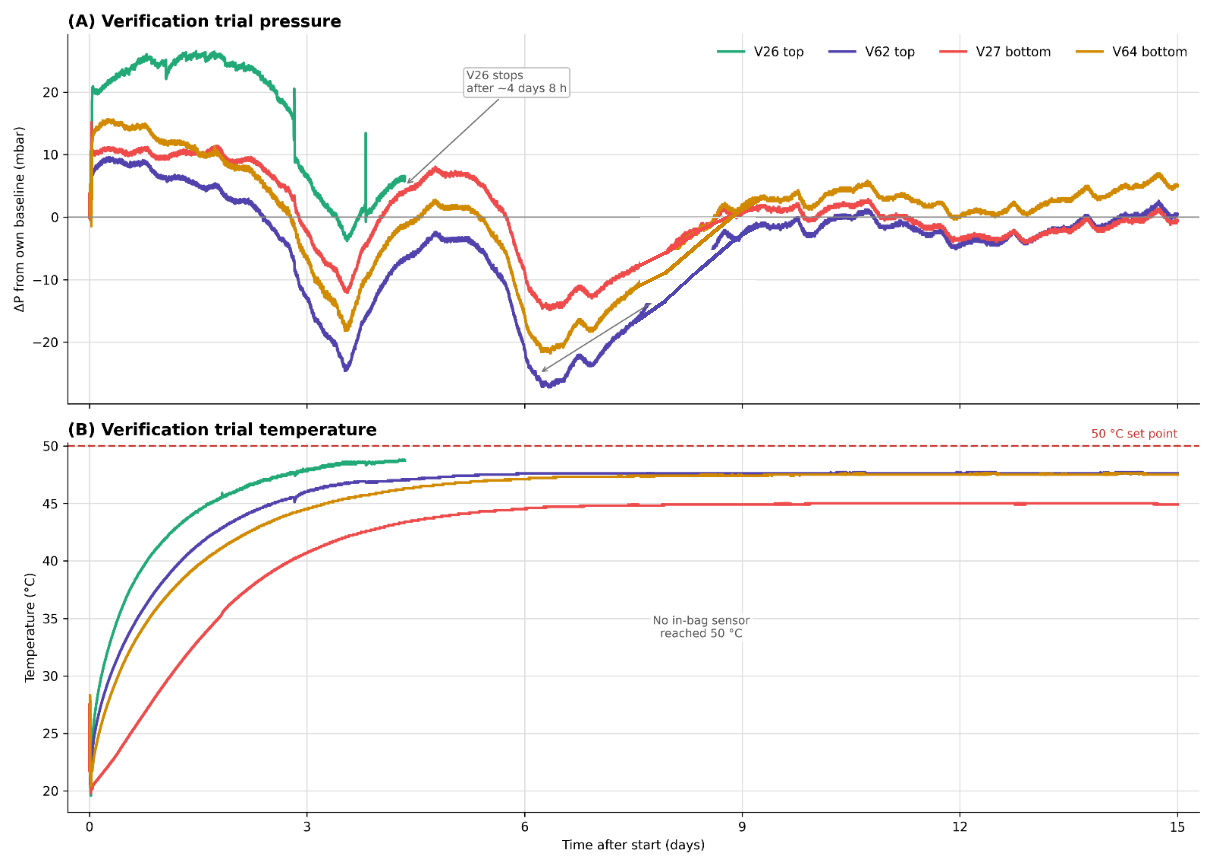 (A) Verification trial pressure
V26 top
V62 top
V27 bottom
V64 bottom
V26 stops
after ~4 days 8 h
ΔP from own baseline (mbar)
20
10
0
−10
−20
(B) Verification trial temperature
50 °C set point
No in-bag sensor
reached 50 °C
Temperature (°C)
50
45
40
35
30
25
20
0
3
6
9
12
15
Time after start (days)